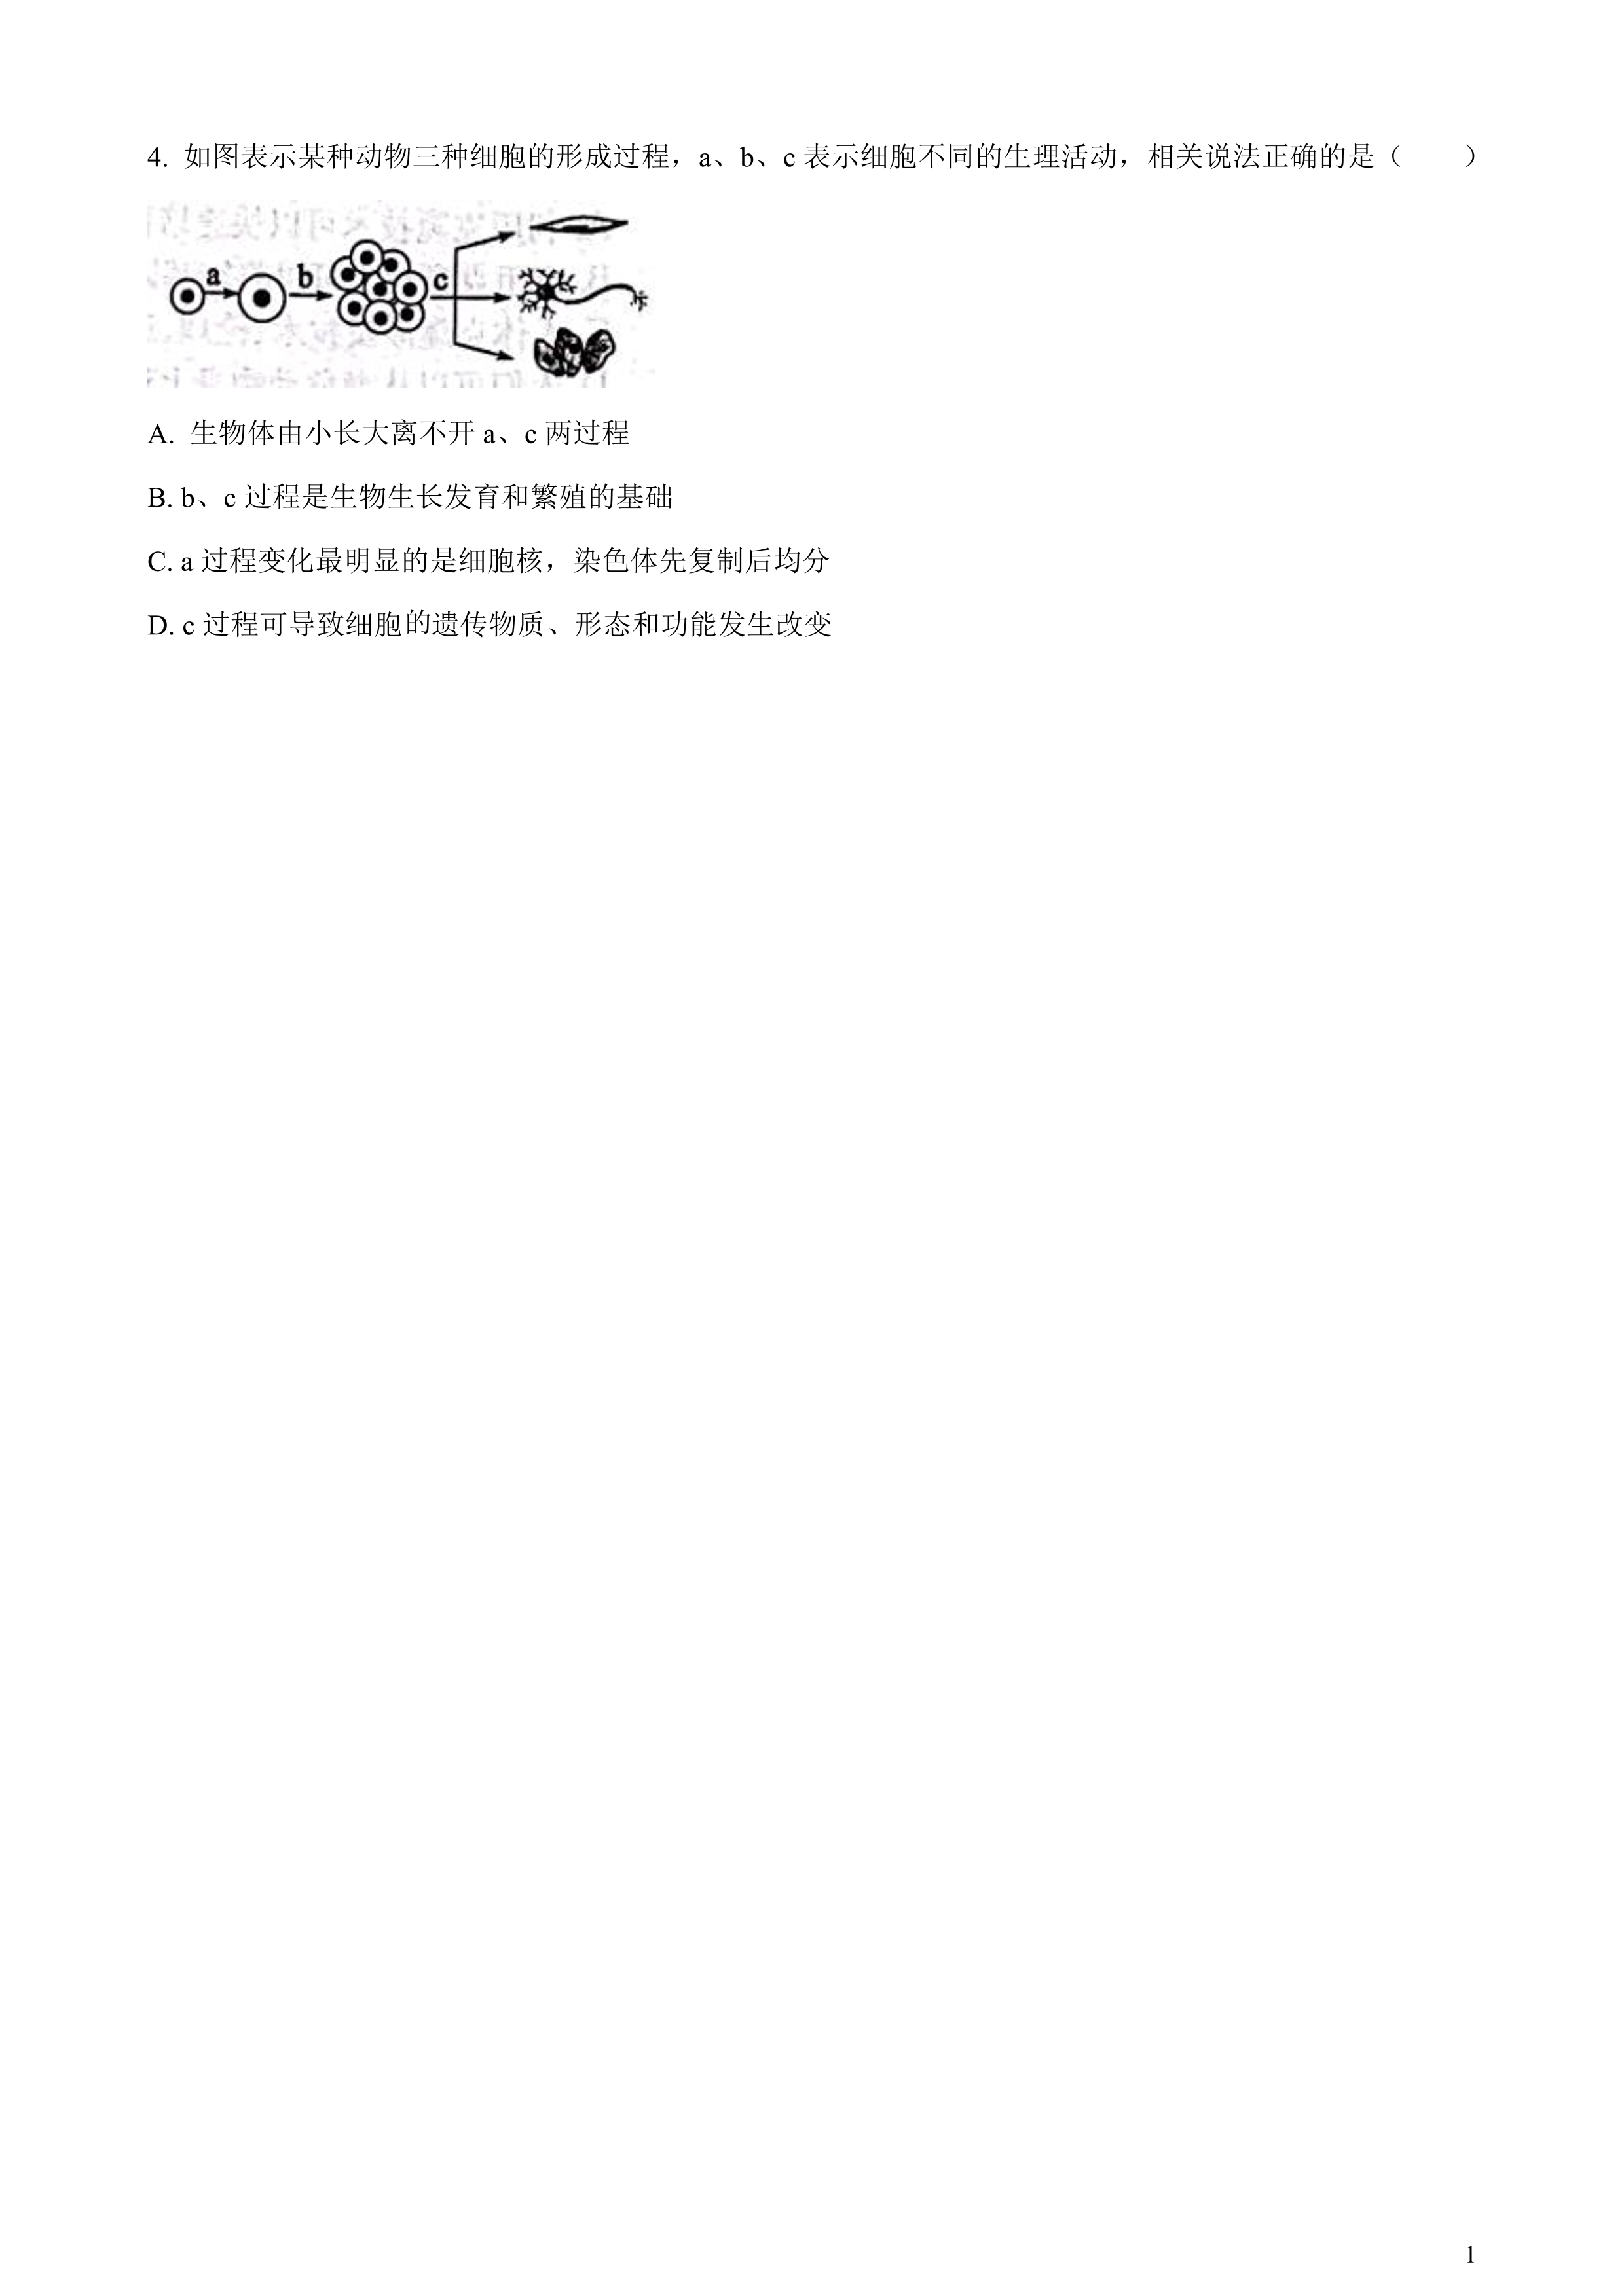 4. 如图表示某种动物三种细胞的形成过程，a、b、c 表示细胞不同的生理活动，相关说法正确的是（　　）
a b c
A. 生物体由小长大离不开 a、c 两过程
B. b、c 过程是生物生长发育和繁殖的基础
C. a 过程变化最明显的是细胞核，染色体先复制后均分
D. c 过程可导致细胞的遗传物质、形态和功能发生改变
1